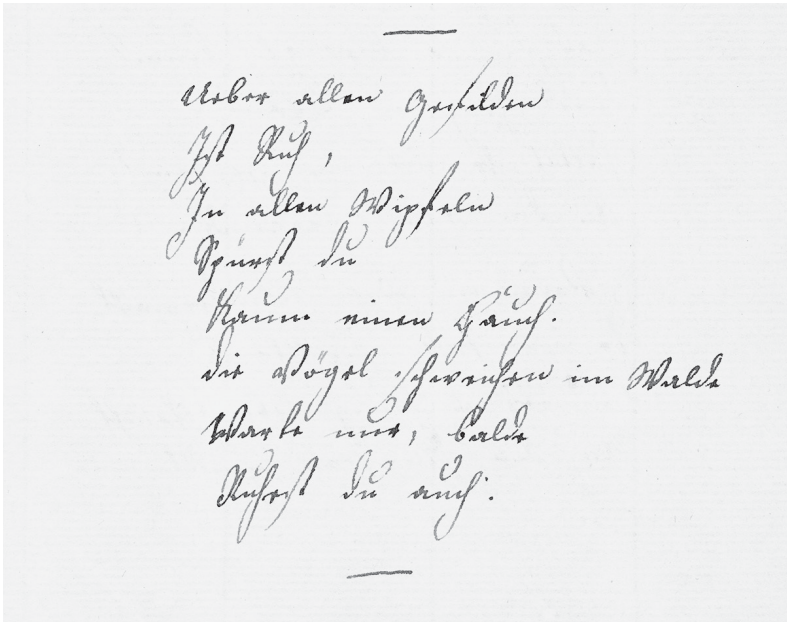 Ueber allen Gefilden
Ist Ruh,
In allen Wipfeln
Spürest du
Kaum einen Hauch.
die Vögel schweichen im Walde
Warte nur, balde
Ruhest du auch.